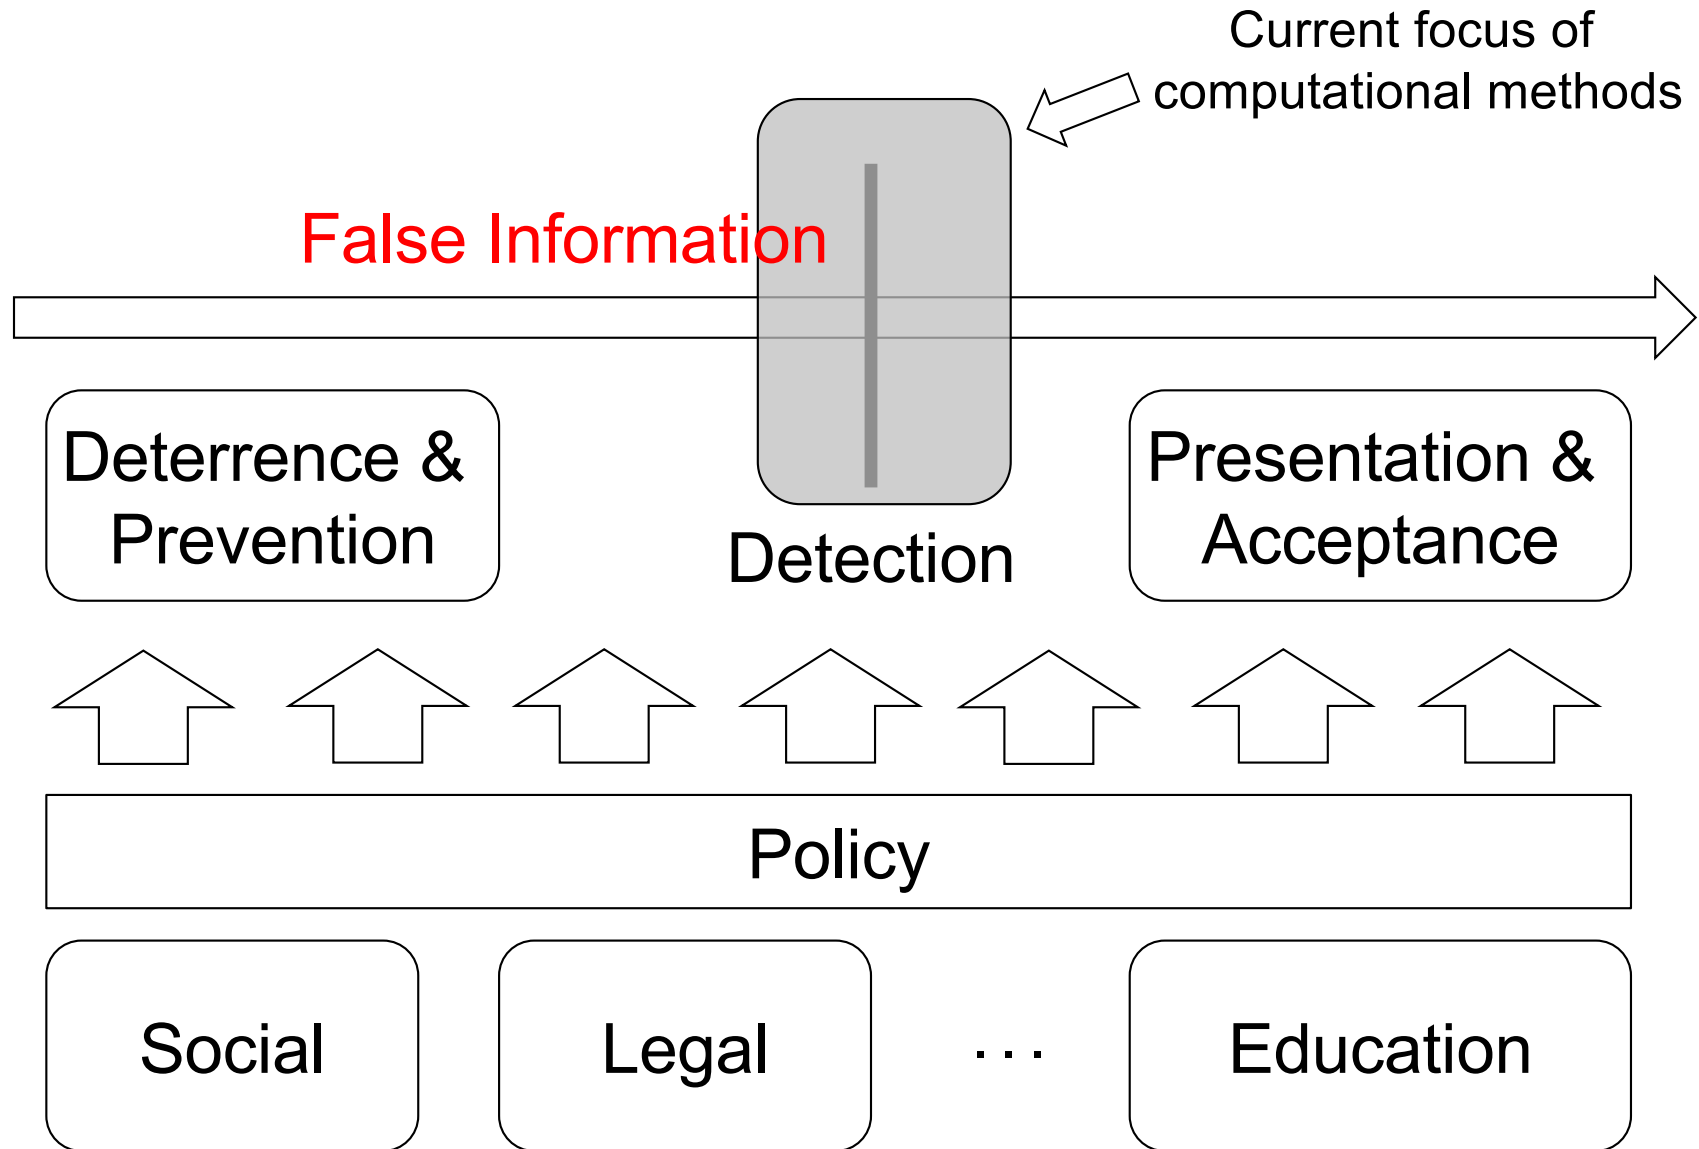 Current focus of
computational methods
False Information
Deterrence &
Prevention
Detection
Presentation &
Acceptance
Policy
Social
Legal
...
Education